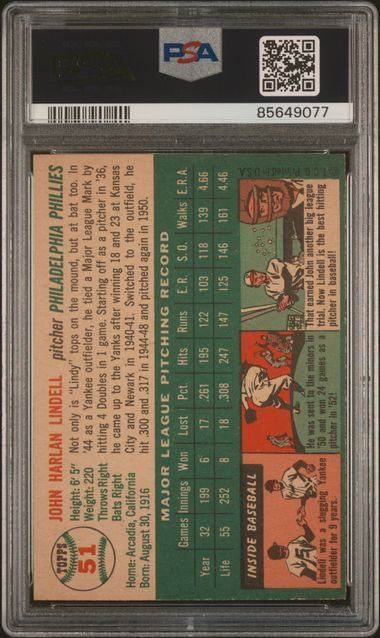 PSA
PSA
85649077
TOPPS
51
JOHN HARLAN LINDELL pitcher PHILADELPHIA PHILLIES
Height: 6' 5"
Weight: 220
Throws Right
Bats Right
Home: Arcadia, California
Born: August 30, 1916
Not only is "Lindy" tops on the mound, but at bat too. In
'44 as a Yankee outfielder, he tied a Major League Mark by
hitting 4 Doubles in 1 game. Starting off as a pitcher in '36,
he came up to the Yanks after winning 18 and 23 at Kansas
City and Newark in 1940-41. Switched to the outfield, he
hit .300 and .317 in 1944-48 and pitched again in 1950.
MAJOR LEAGUE PITCHING RECORD
Games Innings Won Lost Pct. Hits Runs E.R. S.O. Walks E.R.A.
Year 32 199 6 17 .261 195 122 103 118 139 4.66
Life 55 252 8 18 .308 247 147 125 146 161 4.46
INSIDE BASEBALL
Lindell was a slugging Yankee
outfielder for 9 years.
He was sent to the minors in
'50 and won 24 games as a
pitcher in '52!
That earned John another big league
trial. Now Lindell is the best hitting
pitcher in baseball!
© T.C.G. Printed in U.S.A.